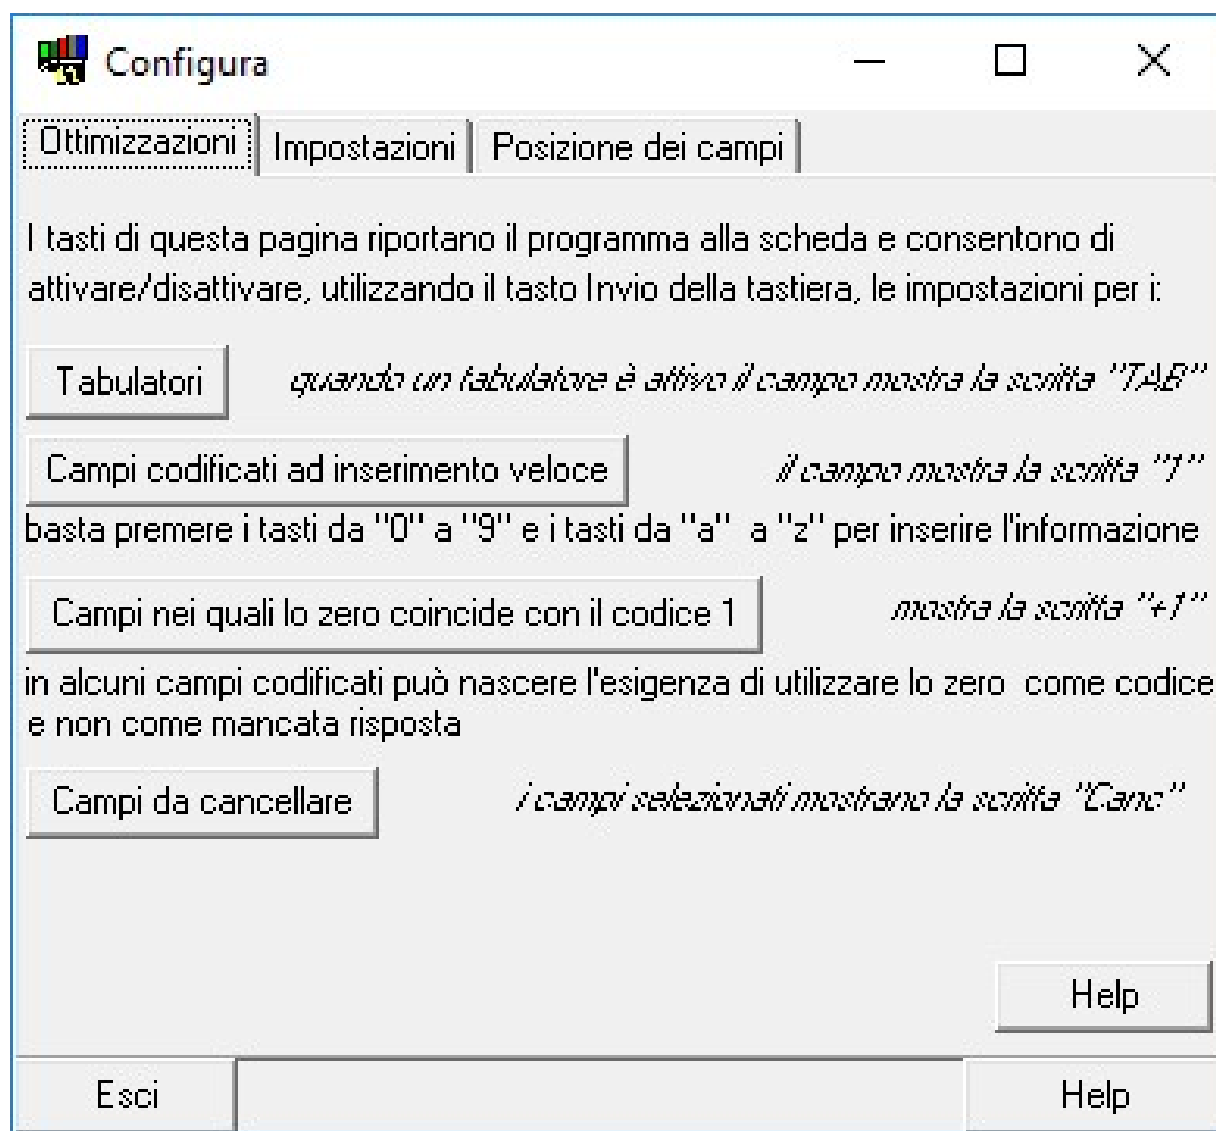 Configura
Ottimizzazioni Impostazioni Posizione dei campi
I tasti di questa pagina riportano il programma alla scheda e consentono di
attivare/disattivare, utilizzando il tasto Invio della tastiera, le impostazioni per i:
Tabulatori quando un tabulatore è attivo il campo mostra la scritta "TAB"
Campi codificati ad inserimento veloce il campo mostra la scritta "1"
basta premere i tasti da "0" a "9" e i tasti da "a" a "z" per inserire l'informazione
Campi nei quali lo zero coincide con il codice 1 mostra la scritta "+1"
in alcuni campi codificati può nascere l'esigenza di utilizzare lo zero come codice
e non come mancata risposta
Campi da cancellare i campi selezionati mostrano la scritta "Canc"
Help
Esci Help